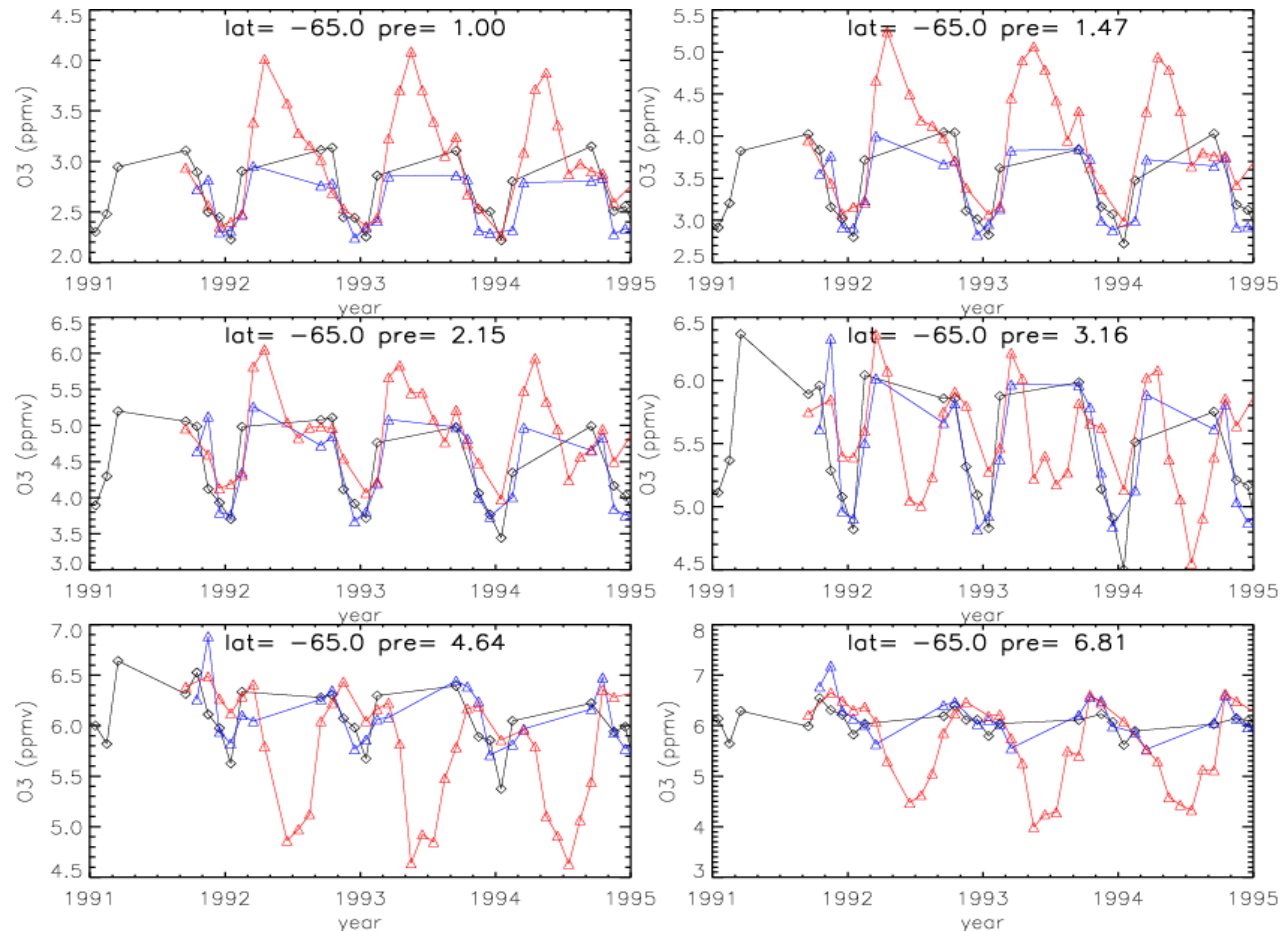 lat= -65.0 pre= 1.00
O3 (ppmv)
4.5
4.0
3.5
3.0
2.5
2.0
1991 1992 1993 1994 1995
year
lat= -65.0 pre= 1.47
O3 (ppmv)
5.5
5.0
4.5
4.0
3.5
3.0
2.5
1991 1992 1993 1994 1995
year
lat= -65.0 pre= 2.15
O3 (ppmv)
6.5
6.0
5.5
5.0
4.5
4.0
3.5
3.0
1991 1992 1993 1994 1995
year
lat= -65.0 pre= 3.16
O3 (ppmv)
6.5
6.0
5.5
5.0
4.5
1991 1992 1993 1994 1995
year
lat= -65.0 pre= 4.64
O3 (ppmv)
7.0
6.5
6.0
5.5
5.0
4.5
1991 1992 1993 1994 1995
year
lat= -65.0 pre= 6.81
O3 (ppmv)
8
7
6
5
4
3
1991 1992 1993 1994 1995
year